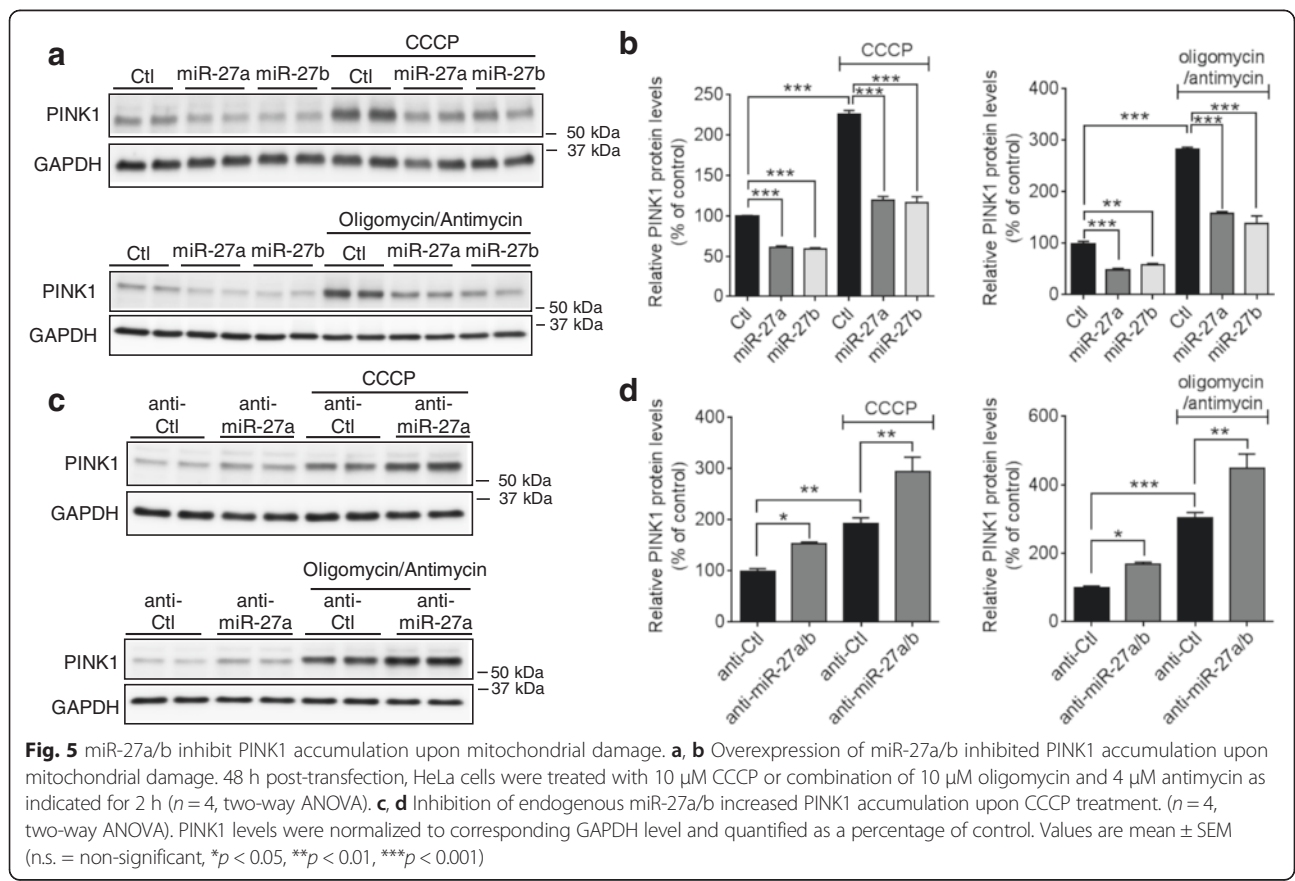 a
CCCP
Ctl miR-27a miR-27b Ctl miR-27a miR-27b
PINK1
50 kDa
37 kDa
GAPDH
Oligomycin/Antimycin
Ctl miR-27a miR-27b Ctl miR-27a miR-27b
PINK1
50 kDa
37 kDa
GAPDH
b
CCCP
Relative PINK1 protein levels
(% of control)
250
200
150
100
50
0
***
***
***
***
***
Ctl
miR-27a
miR-27b
Ctl
miR-27a
miR-27b
oligomycin
/antimycin
Relative PINK1 protein levels
(% of control)
400
300
200
100
0
***
***
***
**
***
Ctl
miR-27a
miR-27b
Ctl
miR-27a
miR-27b
c
CCCP
anti- anti- anti- anti-
Ctl miR-27a Ctl miR-27a
PINK1
50 kDa
37 kDa
GAPDH
Oligomycin/Antimycin
anti- anti- anti- anti-
Ctl miR-27a Ctl miR-27a
PINK1
50 kDa
37 kDa
GAPDH
d
CCCP
Relative PINK1 protein levels
(% of control)
400
300
200
100
0
**
**
*
anti-Ctl
anti-miR-27a/b
anti-Ctl
anti-miR-27a/b
oligomycin
/antimycin
Relative PINK1 protein levels
(% of control)
600
400
200
0
**
***
*
anti-Ctl
anti-miR-27a/b
anti-Ctl
anti-miR-27a/b
Fig. 5 miR-27a/b inhibit PINK1 accumulation upon mitochondrial damage. a, b Overexpression of miR-27a/b inhibited PINK1 accumulation upon
mitochondrial damage. 48 h post-transfection, HeLa cells were treated with 10 μM CCCP or combination of 10 μM oligomycin and 4 μM antimycin as
indicated for 2 h (n = 4, two-way ANOVA). c, d Inhibition of endogenous miR-27a/b increased PINK1 accumulation upon CCCP treatment. (n = 4,
two-way ANOVA). PINK1 levels were normalized to corresponding GAPDH level and quantified as a percentage of control. Values are mean ± SEM
(n.s. = non-significant, *p < 0.05, **p < 0.01, ***p < 0.001)